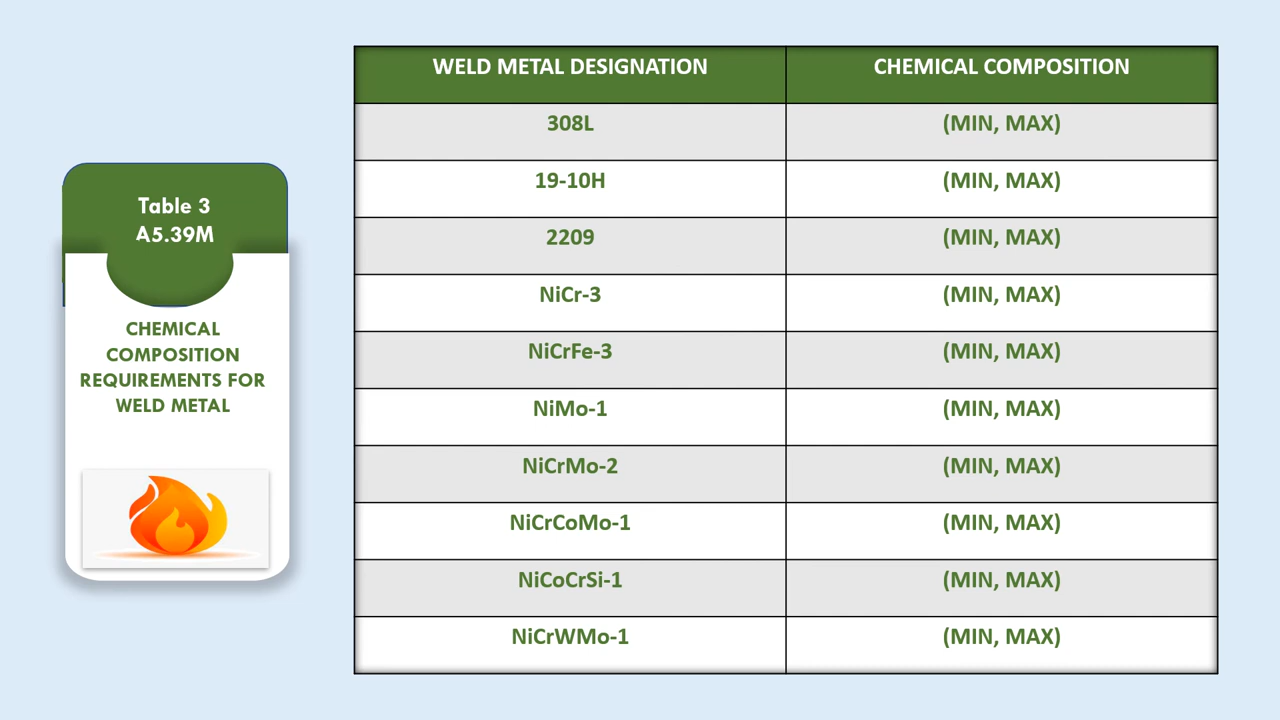 Table 3
A5.39M
CHEMICAL
COMPOSITION
REQUIREMENTS FOR
WELD METAL
WELD METAL DESIGNATION CHEMICAL COMPOSITION
308L (MIN, MAX)
19-10H (MIN, MAX)
2209 (MIN, MAX)
NiCr-3 (MIN, MAX)
NiCrFe-3 (MIN, MAX)
NiMo-1 (MIN, MAX)
NiCrMo-2 (MIN, MAX)
NiCrCoMo-1 (MIN, MAX)
NiCoCrSi-1 (MIN, MAX)
NiCrWMo-1 (MIN, MAX)